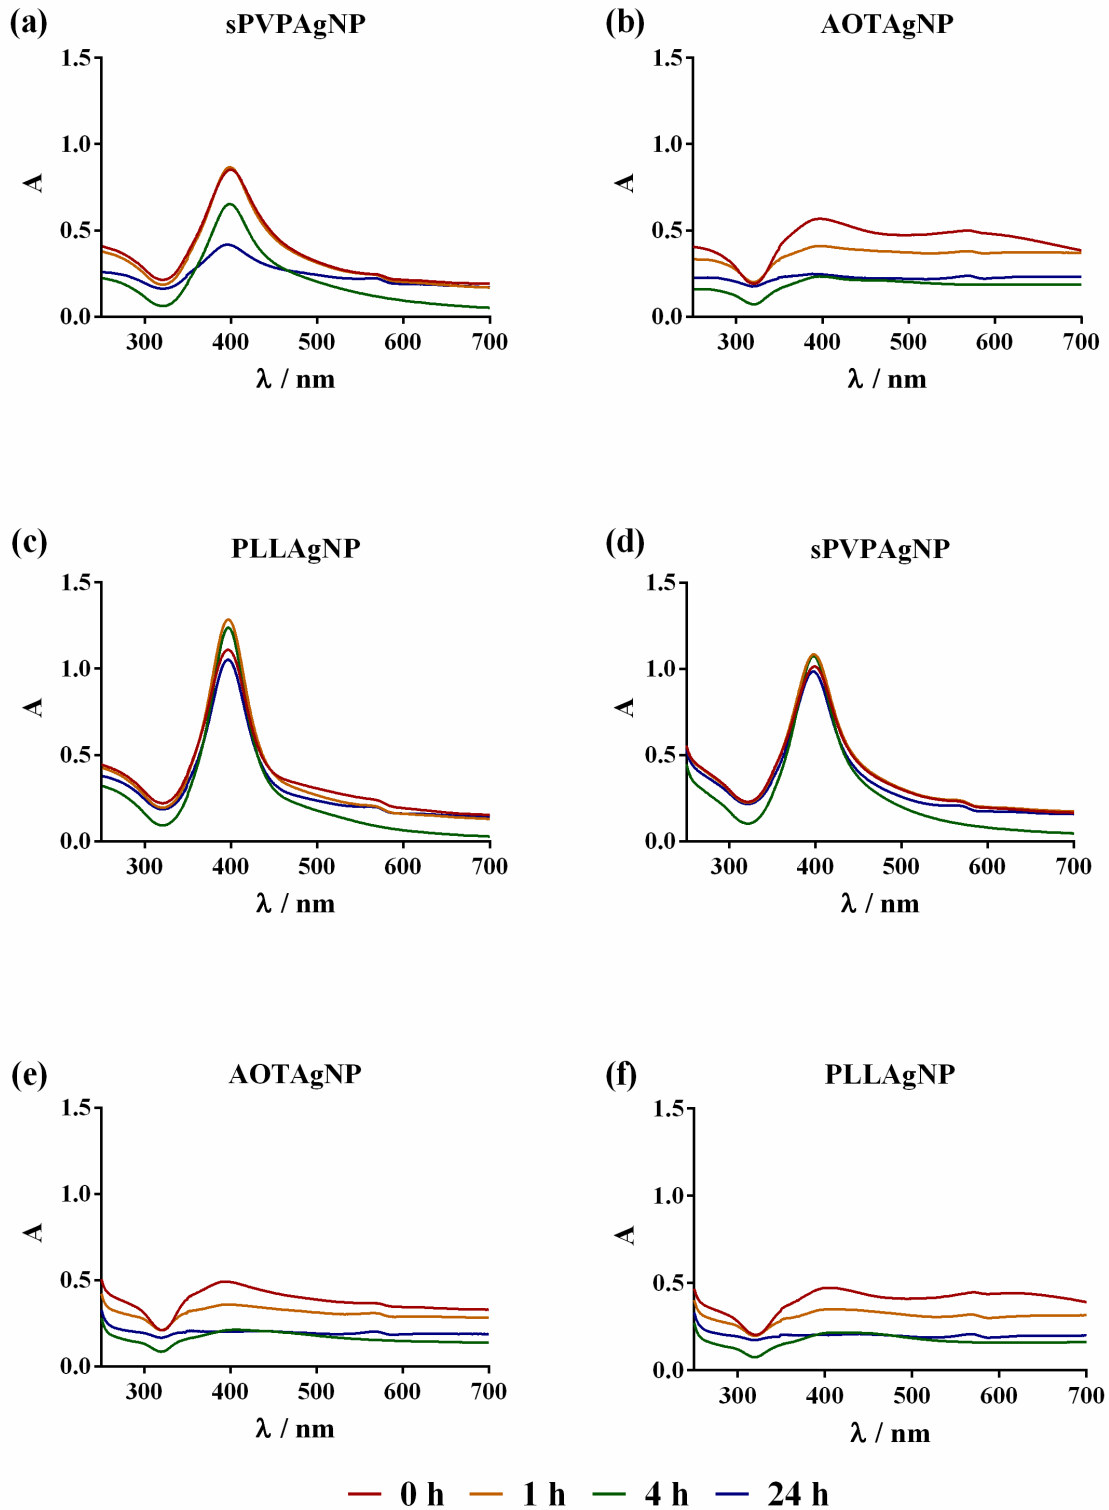 (a) sPVPAgNP
1.5
1.0
0.5
0.0
A
300 400 500 600 700
λ / nm
(b) AOTAgNP
1.5
1.0
0.5
0.0
A
300 400 500 600 700
λ / nm
(c) PLLAgNP
1.5
1.0
0.5
0.0
A
300 400 500 600 700
λ / nm
(d) sPVPAgNP
1.5
1.0
0.5
0.0
A
300 400 500 600 700
λ / nm
(e) AOTAgNP
1.5
1.0
0.5
0.0
A
300 400 500 600 700
λ / nm
(f) PLLAgNP
1.5
1.0
0.5
0.0
A
300 400 500 600 700
λ / nm
0 h 1 h 4 h 24 h